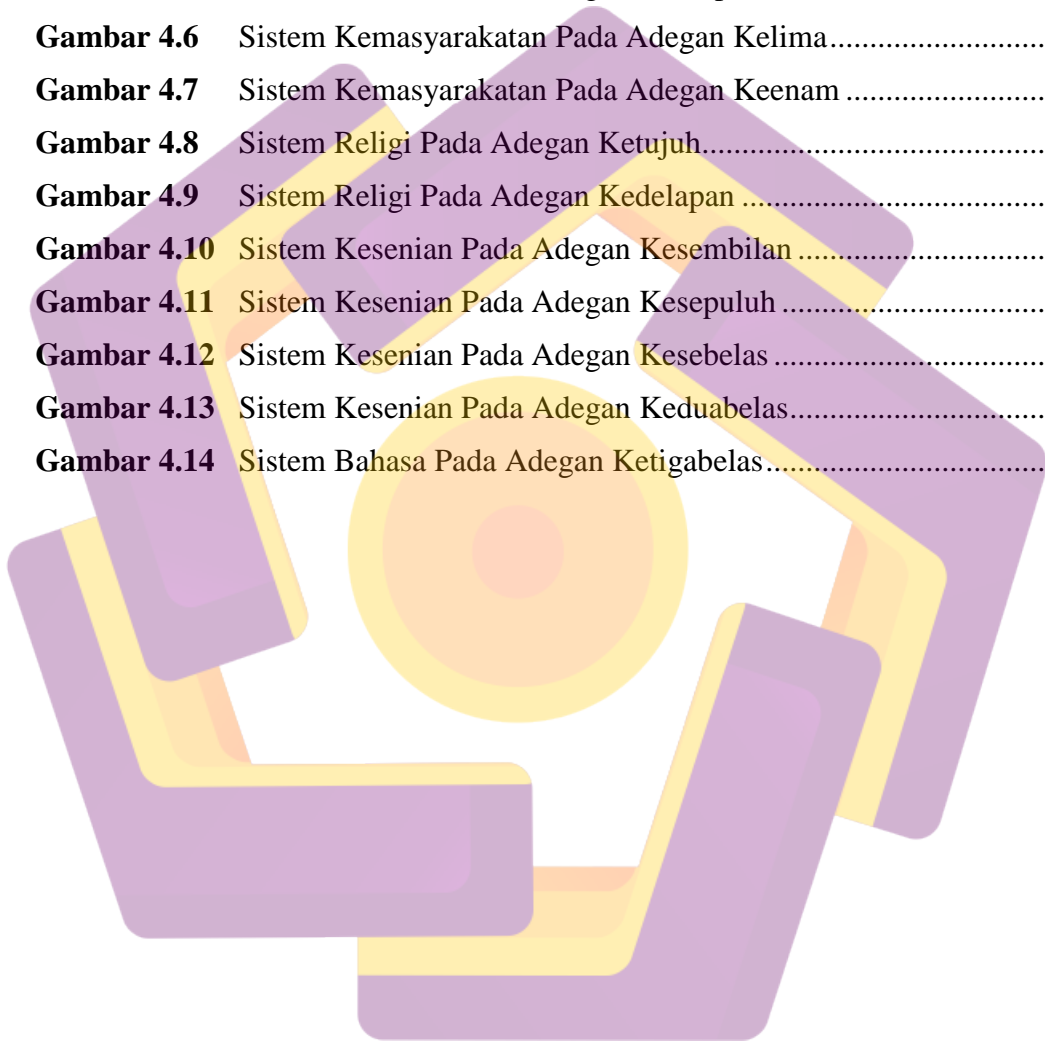 Gambar 4.6 Sistem Kemasyarakatan Pada Adegan Kelima...........................
Gambar 4.7 Sistem Kemasyarakatan Pada Adegan Keenam .........................
Gambar 4.8 Sistem Religi Pada Adegan Ketujuh...........................................
Gambar 4.9 Sistem Religi Pada Adegan Kedelapan ......................................
Gambar 4.10 Sistem Kesenian Pada Adegan Kesembilan ...............................
Gambar 4.11 Sistem Kesenian Pada Adegan Kesepuluh .................................
Gambar 4.12 Sistem Kesenian Pada Adegan Kesebelas ..................................
Gambar 4.13 Sistem Kesenian Pada Adegan Keduabelas................................
Gambar 4.14 Sistem Bahasa Pada Adegan Ketigabelas...................................